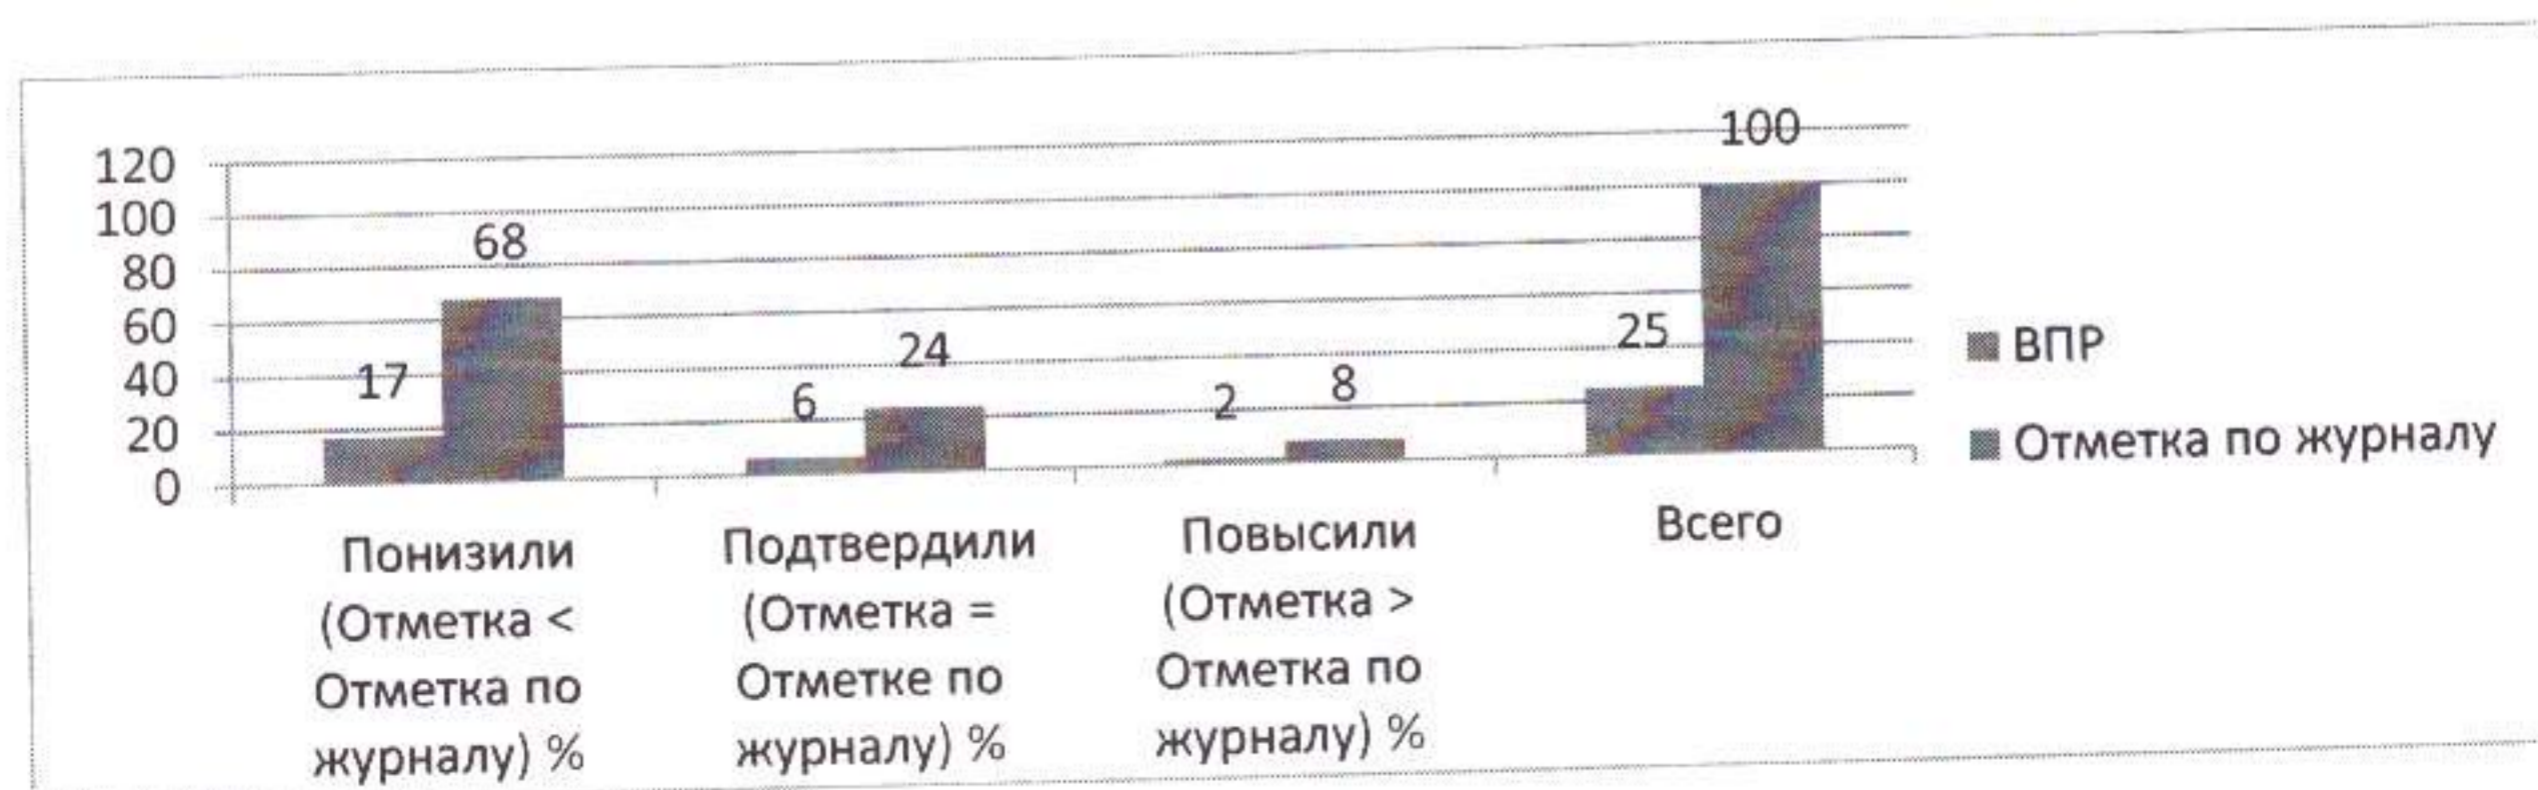 120
100
80
60
40
20
0
17
68
6
24
2
8
25
100
Понизили
(Отметка <
Отметка по
журналу) %
Подтвердили
(Отметка =
Отметке по
журналу) %
Повысили
(Отметка >
Отметка по
журналу) %
Всего
ВПР
Отметка по журналу